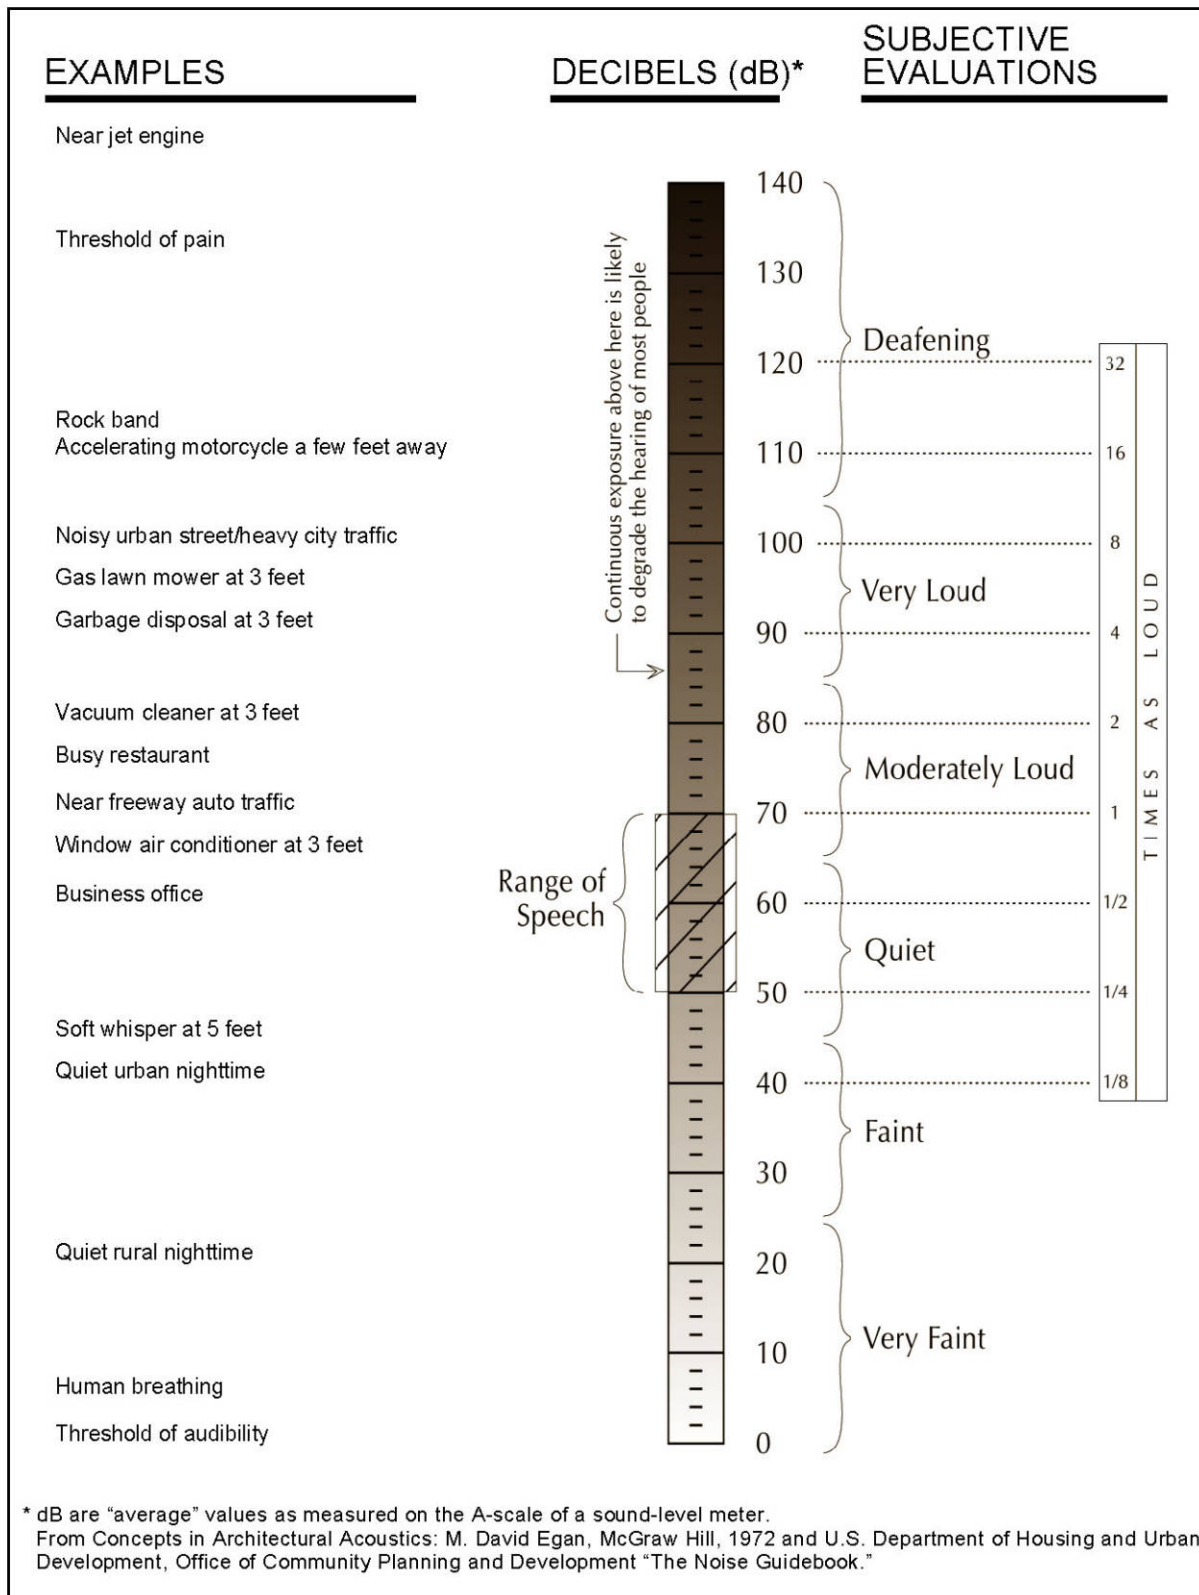 EXAMPLES
DECIBELS (dB)*
SUBJECTIVE
EVALUATIONS
Near jet engine
140
Threshold of pain
130
Continuous exposure above here is likely
to degrade the hearing of most people
Deafening
120
32
Rock band
Accelerating motorcycle a few feet away
110
16
Noisy urban street/heavy city traffic
100
8
Gas lawn mower at 3 feet
Very Loud
Garbage disposal at 3 feet
90
4
TIMES AS LOUD
Vacuum cleaner at 3 feet
80
2
Busy restaurant
Moderately Loud
Near freeway auto traffic
70
1
Window air conditioner at 3 feet
Range of
Speech
Business office
60
1/2
Quiet
50
1/4
Soft whisper at 5 feet
Quiet urban nighttime
40
1/8
Faint
30
Quiet rural nighttime
20
Very Faint
10
Human breathing
Threshold of audibility
0
* dB are “average” values as measured on the A-scale of a sound-level meter.
From Concepts in Architectural Acoustics: M. David Egan, McGraw Hill, 1972 and U.S. Department of Housing and Urban
Development, Office of Community Planning and Development “The Noise Guidebook.”